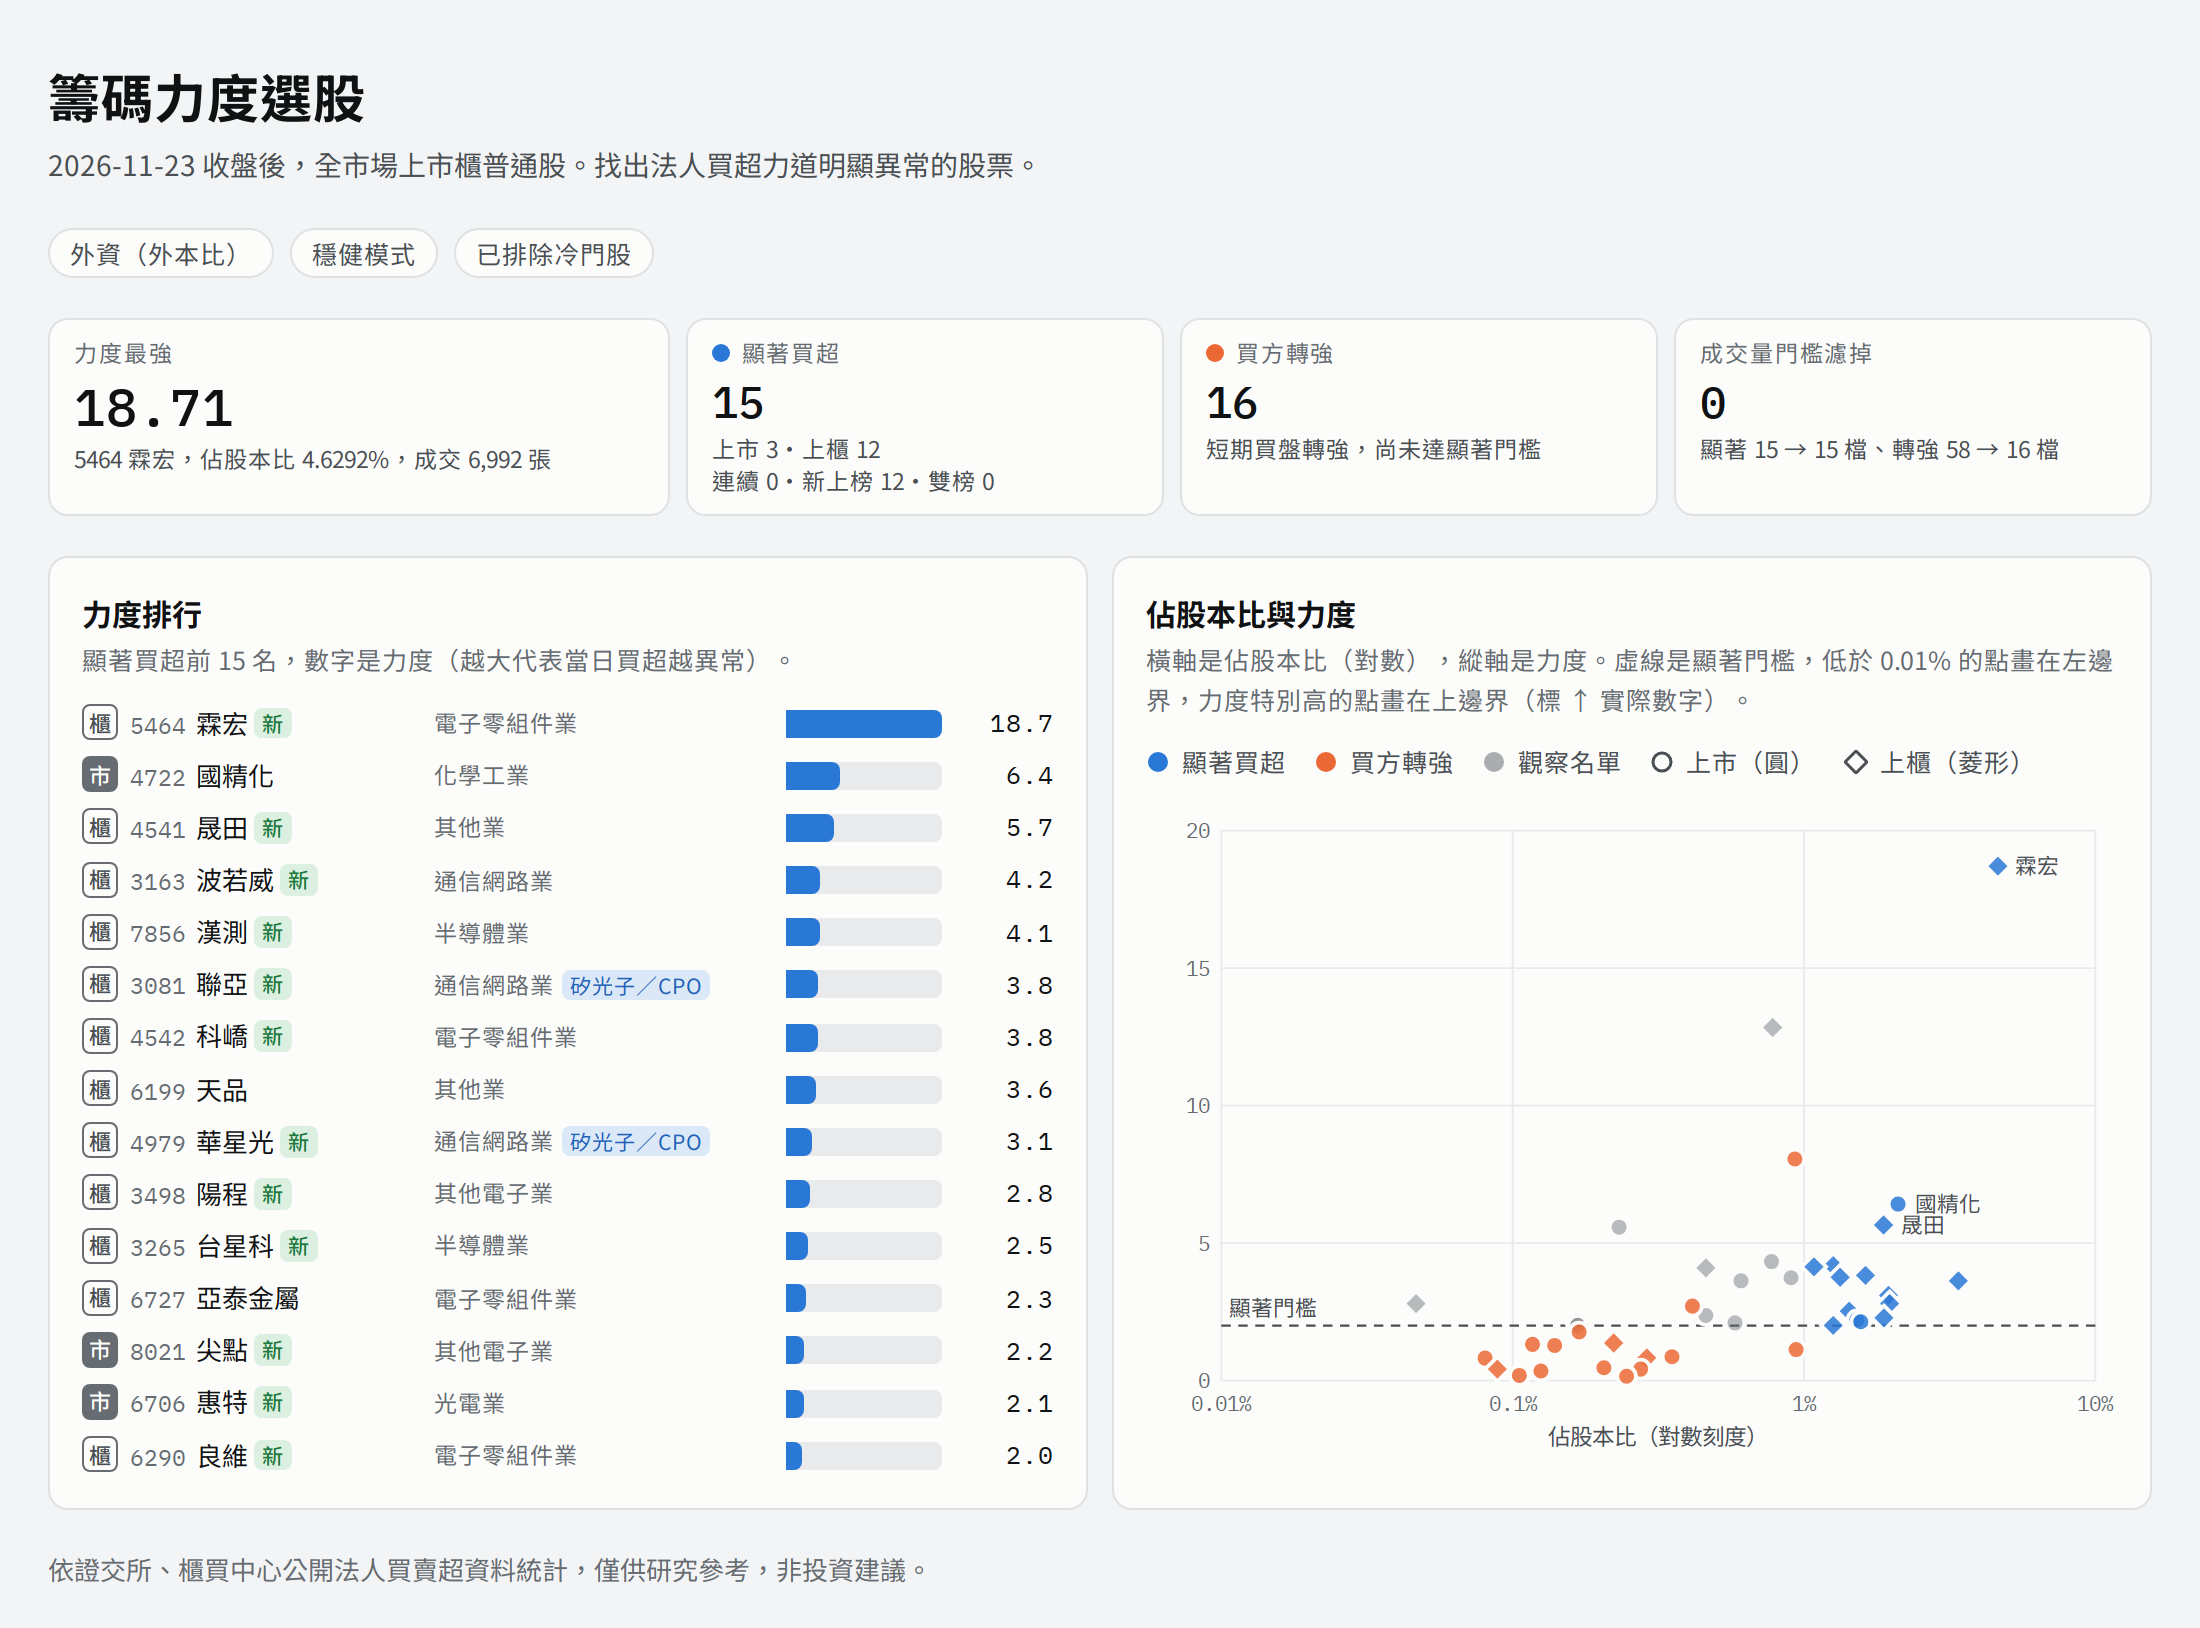 籌碼力度選股
2026-11-23 收盤後，全市場上市櫃普通股。找出法人買超力道明顯異常的股票。
外資（外本比） 穩健模式 已排除冷門股
力度最強
18.71
5464 霖宏，佔股本比 4.6292%，成交 6,992 張
顯著買超
15
上市 3・上櫃 12
連續 0・新上榜 12・雙榜 0
買方轉強
16
短期買盤轉強，尚未達顯著門檻
成交量門檻濾掉
0
顯著 15 → 15 檔、轉強 58 → 16 檔
力度排行
顯著買超前 15 名，數字是力度（越大代表當日買超越異常）。
櫃 5464 霖宏 新 電子零組件業 18.7
市 4722 國精化 化學工業 6.4
櫃 4541 晟田 新 其他業 5.7
櫃 3163 波若威 新 通信網路業 4.2
櫃 7856 漢測 新 半導體業 4.1
櫃 3081 聯亞 新 通信網路業 矽光子／CPO 3.8
櫃 4542 科嶠 新 電子零組件業 3.8
櫃 6199 天品 其他業 3.6
櫃 4979 華星光 新 通信網路業 矽光子／CPO 3.1
櫃 3498 陽程 新 其他電子業 2.8
櫃 3265 台星科 新 半導體業 2.5
櫃 6727 亞泰金屬 電子零組件業 2.3
市 8021 尖點 新 其他電子業 2.2
市 6706 惠特 新 光電業 2.1
櫃 6290 良維 新 電子零組件業 2.0
佔股本比與力度
橫軸是佔股本比（對數），縱軸是力度。虛線是顯著門檻，低於 0.01% 的點畫在左邊
界，力度特別高的點畫在上邊界（標 ↑ 實際數字）。
顯著買超 買方轉強 觀察名單 上市（圓） 上櫃（菱形）
20
霖宏
15
10
國精化
晟田
5
顯著門檻
0
0.01% 0.1% 1% 10%
佔股本比（對數刻度）
依證交所、櫃買中心公開法人買賣超資料統計，僅供研究參考，非投資建議。